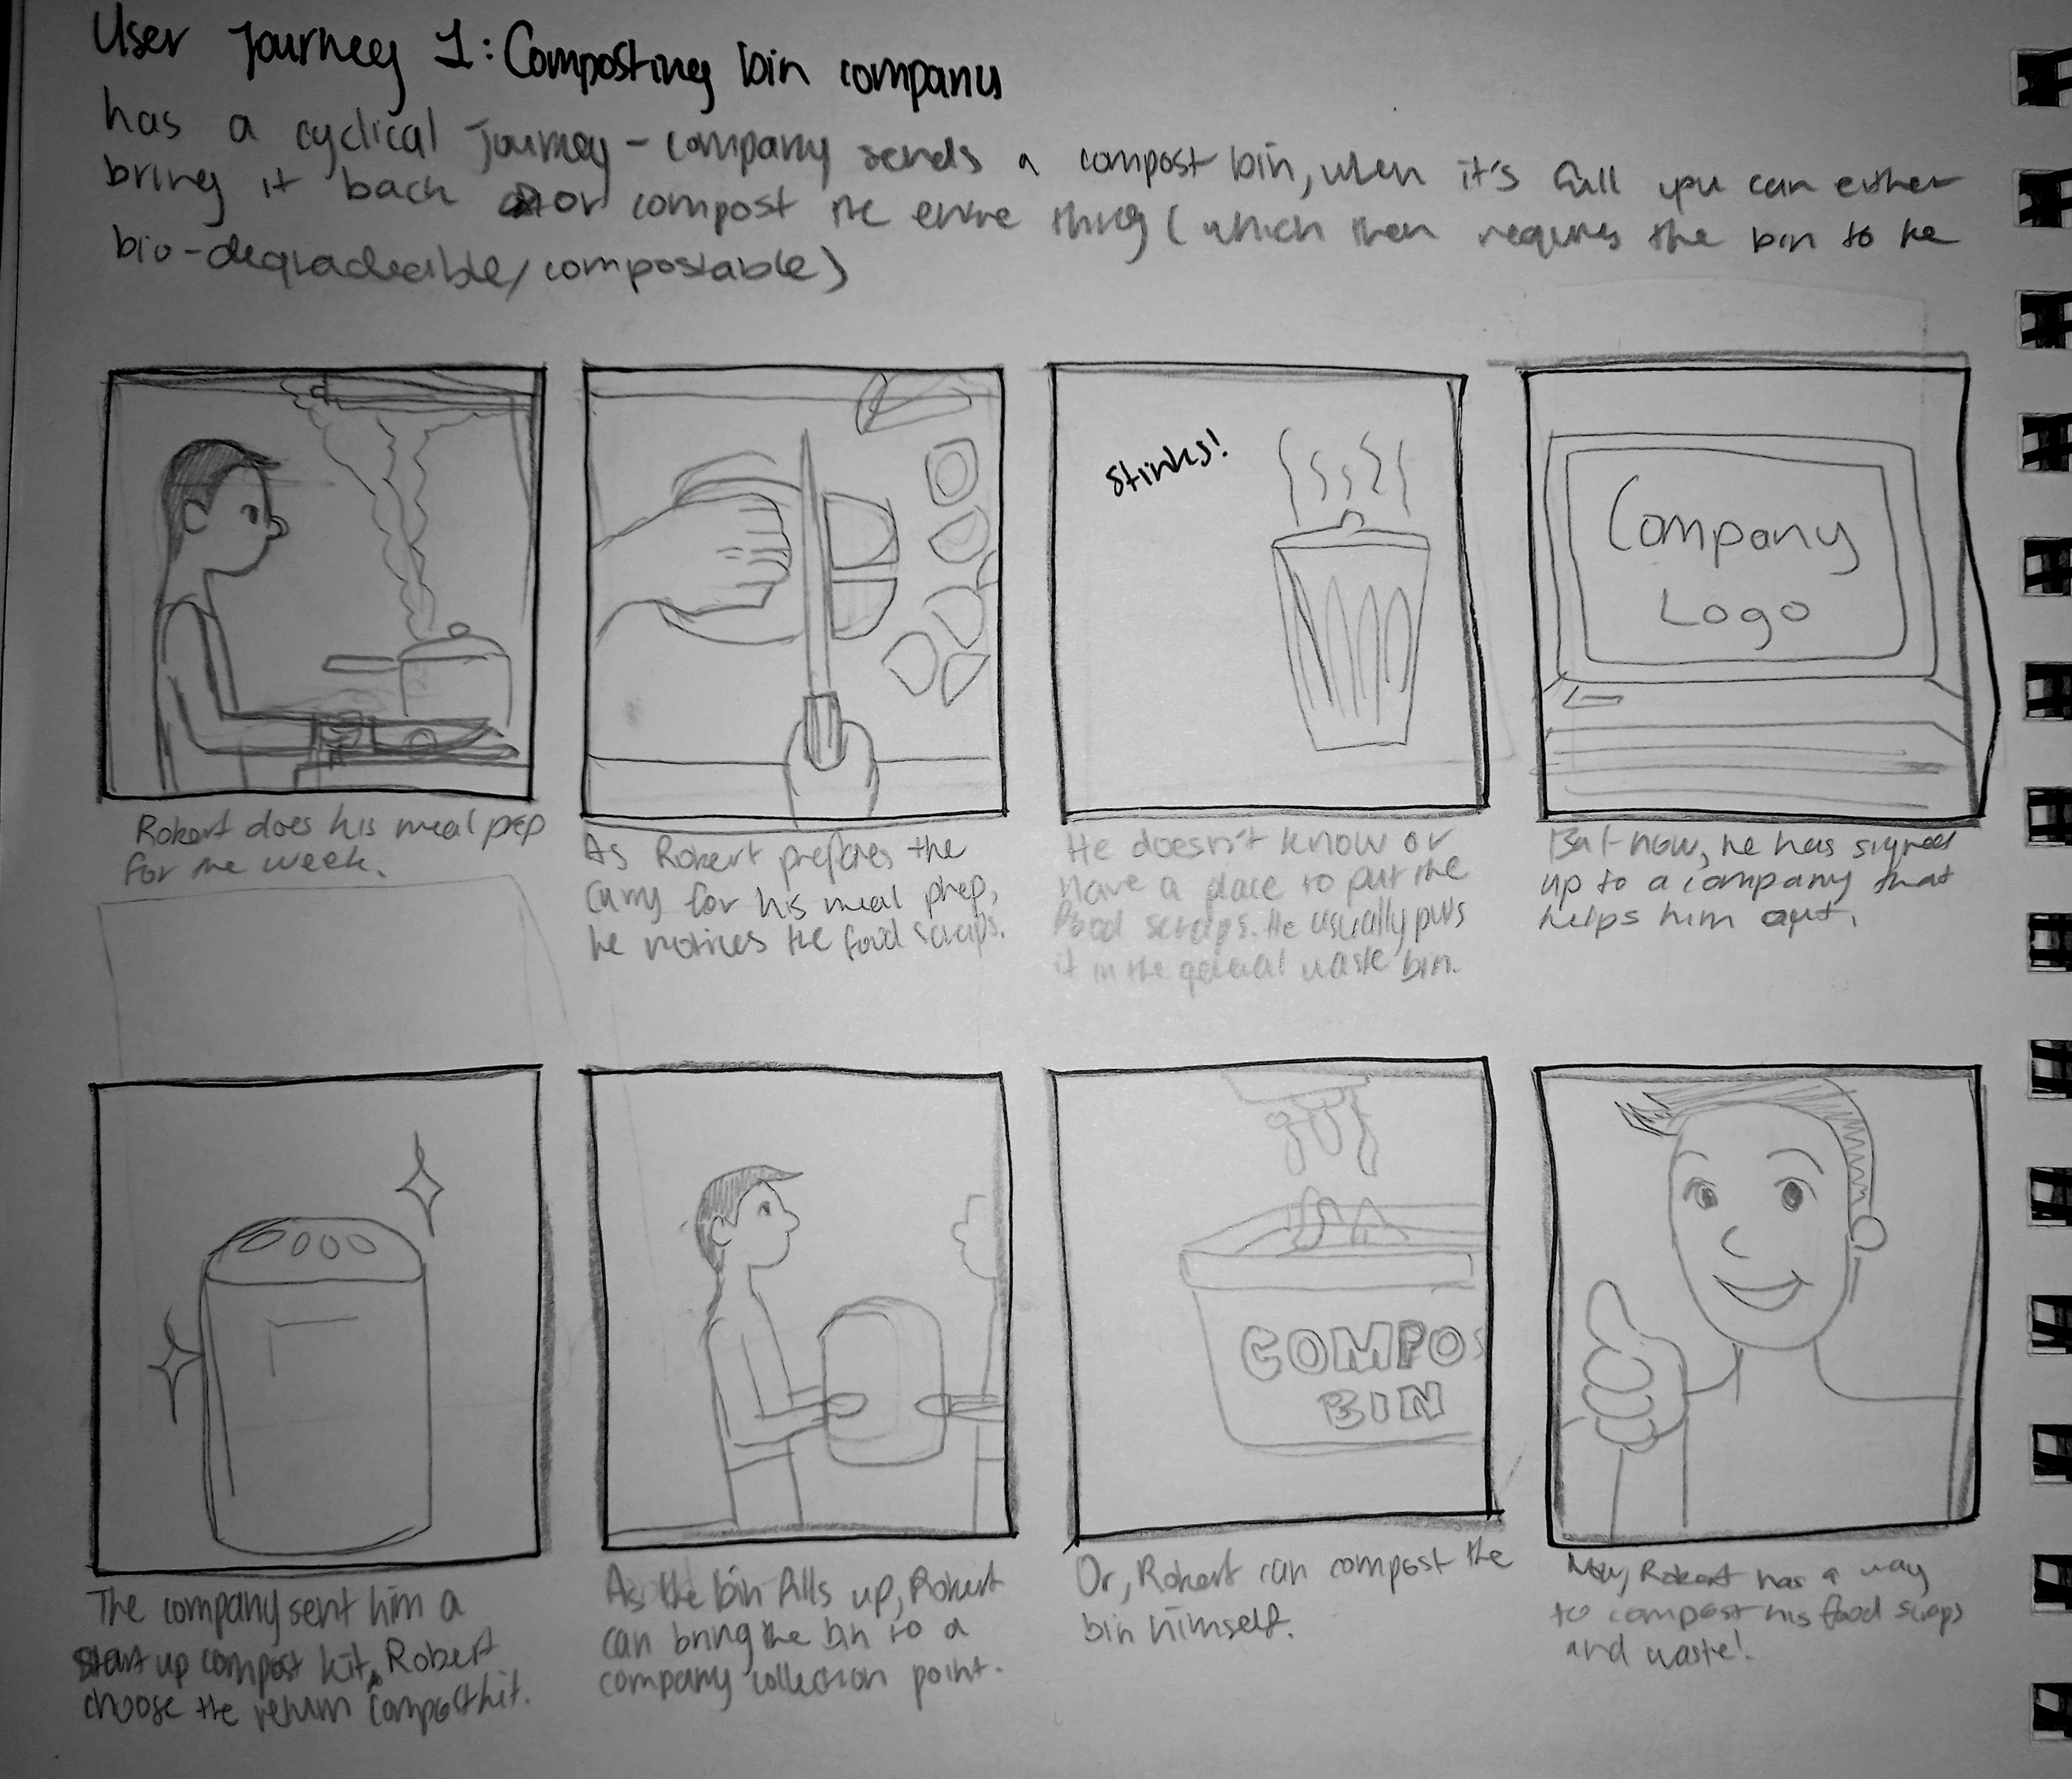 User Journey 1: Composting bin company
has a cyclical Journey - company sends a compost bin, when it's full you can either
bring it back or compost the entire thing (which then requires the bin to be
bio-degradeable/compostable)
Stinks!
Company
Logo
Robert does his meal prep
for the week.
As Robert prepares the
curry for his meal prep,
he notices the food scraps.
He doesn't know or
have a place to put the
food scraps. He usually puts
it in the general waste bin.
But now, he has signed
up to a company that
helps him out.
COMPOS
BIN
The company sent him a
start up compost kit, Robert
choose the return compost kit.
As the bin fills up, Robert
can bring the bin to a
company collection point.
Or, Robert can compost the
bin himself.
Now, Robert has a way
to compost his food scraps
and waste!